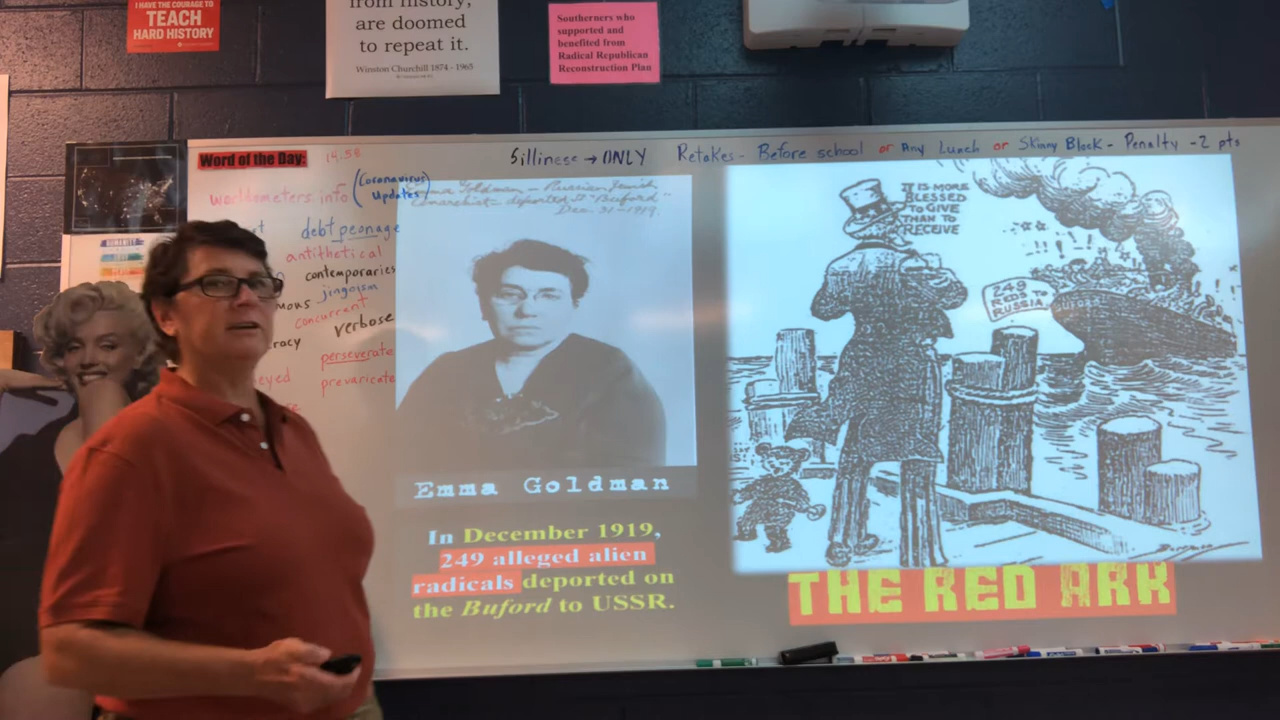 I HAVE THE COURAGE TO
TEACH
HARD HISTORY
from history,
are doomed
to repeat it.
Winston Churchill 1874 - 1965
Southerners who
supported and
benefited from
Radical Republican
Reconstruction Plan
Word of the Day:
Silliness → ONLY
Retakes - Before school or Any Lunch or Skinny Block - Penalty -2 pts
worldometers info (Coronavirus
Updates)
debt peonage
antithetical
contemporaries
jingoism
concurrent
verbose
perseverate
prevaricate
Emma Goldman - Russian Jewish
anarchist - deported SS "Buford"
Dec. 21 - 1919.
Emma Goldman
In December 1919,
249 alleged alien
radicals deported on
the Buford to USSR.
IT IS MORE
BLESSED
TO GIVE
THAN TO
RECEIVE
249
REDS TO
RUSSIA
THE RED ARK